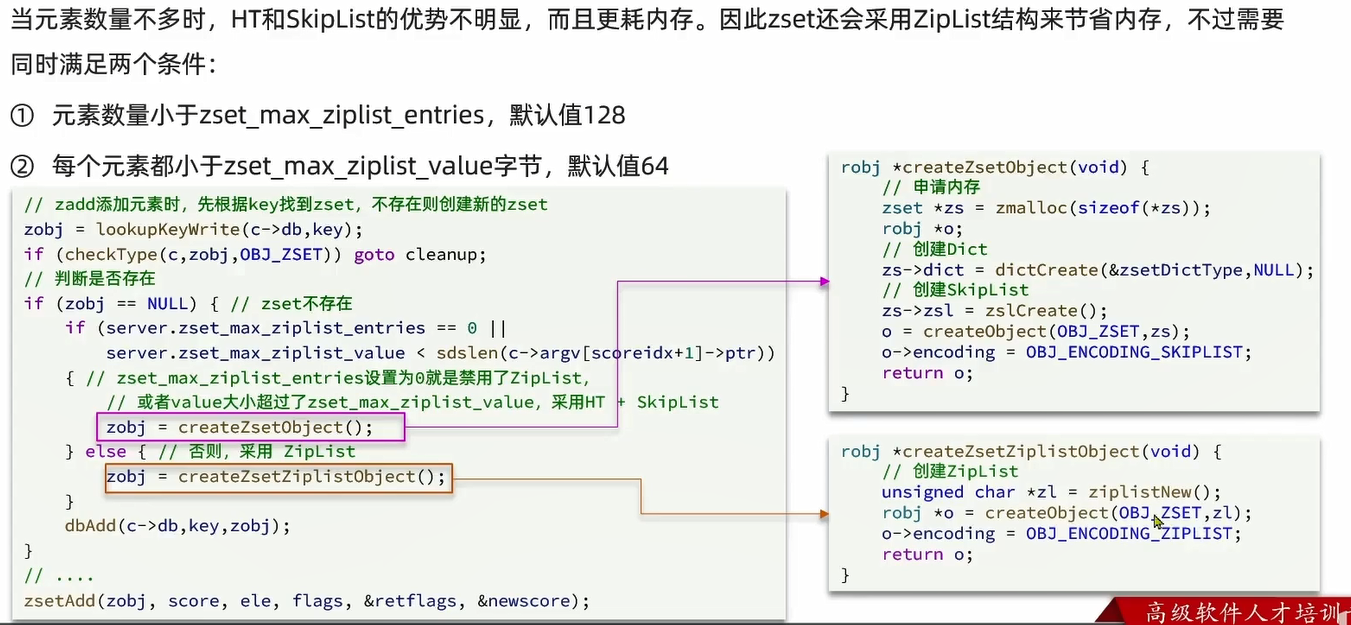 当元素数量不多时，HT和SkipList的优势不明显，而且更耗内存。因此zset还会采用ZipList结构来节省内存，不过需要
同时满足两个条件：
① 元素数量小于zset_max_ziplist_entries，默认值128
② 每个元素都小于zset_max_ziplist_value字节，默认值64
// zadd添加元素时，先根据key找到zset，不存在则创建新的zset
zobj = lookupKeyWrite(c->db,key);
if (checkType(c,zobj,OBJ_ZSET)) goto cleanup;
// 判断是否存在
if (zobj == NULL) { // zset不存在
    if (server.zset_max_ziplist_entries == 0 ||
        server.zset_max_ziplist_value < sdslen(c->argv[scoreidx+1]->ptr))
    { // zset_max_ziplist_entries设置为0就是禁用了ZipList，
        // 或者value大小超过了zset_max_ziplist_value，采用HT + SkipList
        zobj = createZsetObject();
    } else { // 否则，采用 ZipList
        zobj = createZsetZiplistObject();
    }
    dbAdd(c->db,key,zobj);
}
// ....
zsetAdd(zobj, score, ele, flags, &retflags, &newscore);
robj *createZsetObject(void) {
    // 申请内存
    zset *zs = zmalloc(sizeof(*zs));
    robj *o;
    // 创建Dict
    zs->dict = dictCreate(&zsetDictType,NULL);
    // 创建SkipList
    zs->zsl = zslCreate();
    o = createObject(OBJ_ZSET,zs);
    o->encoding = OBJ_ENCODING_SKIPLIST;
    return o;
}
robj *createZsetZiplistObject(void) {
    // 创建ZipList
    unsigned char *zl = ziplistNew();
    robj *o = createObject(OBJ_ZSET,zl);
    o->encoding = OBJ_ENCODING_ZIPLIST;
    return o;
}
高级软件人才培训